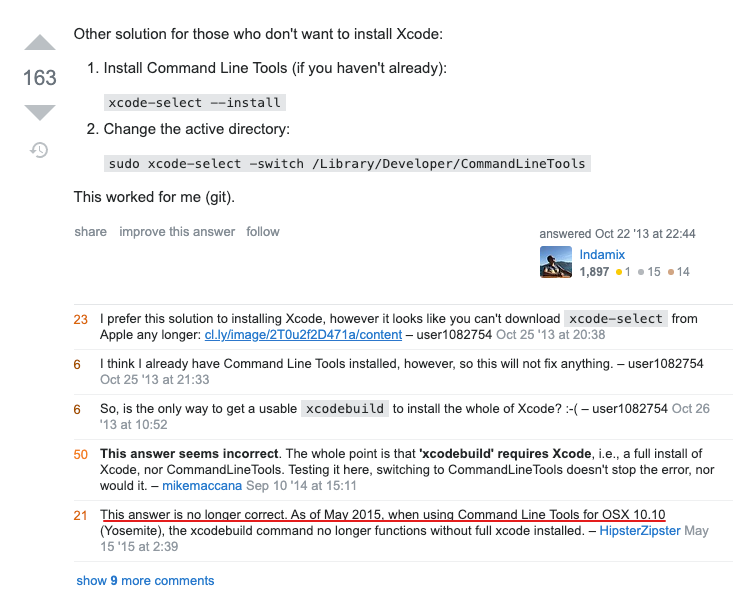 Other solution for those who don't want to install Xcode:
163
1. Install Command Line Tools (if you haven't already):
xcode-select --install
2. Change the active directory:
sudo xcode-select -switch /Library/Developer/CommandLineTools
This worked for me (git).
share improve this answer follow
answered Oct 22 '13 at 22:44
Indamix
1,897 1 15 14
23 I prefer this solution to installing Xcode, however it looks like you can't download xcode-select from
Apple any longer: cl.ly/image/2T0u2f2D471a/content – user1082754 Oct 25 '13 at 20:38
6 I think I already have Command Line Tools installed, however, so this will not fix anything. – user1082754
Oct 25 '13 at 21:33
6 So, is the only way to get a usable xcodebuild to install the whole of Xcode? :-( – user1082754 Oct 26
'13 at 10:52
50 This answer seems incorrect. The whole point is that 'xcodebuild' requires Xcode, i.e., a full install of
Xcode, nor CommandLineTools. Testing it here, switching to CommandLineTools doesn't stop the error, nor
would it. – mikemaccana Sep 10 '14 at 15:11
21 This answer is no longer correct. As of May 2015, when using Command Line Tools for OSX 10.10
(Yosemite), the xcodebuild command no longer functions without full xcode installed. – HipsterZipster May
15 '15 at 2:39
show 9 more comments